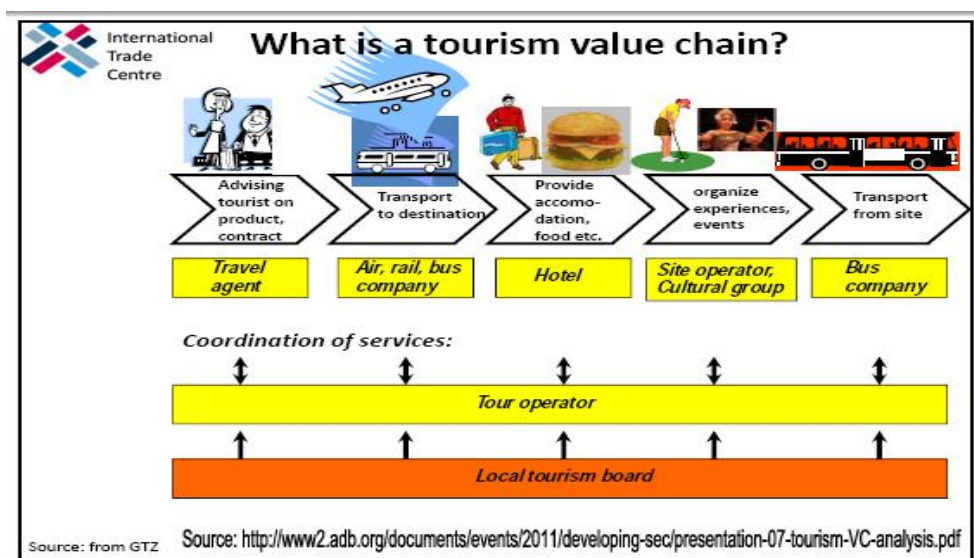 International
Trade
Centre
What is a tourism value chain?
Advising
tourist on
product,
contract
Transport
to destination
Provide
accomo-
dation,
food etc.
organize
experiences,
events
Transport
from site
Travel
agent
Air, rail, bus
company
Hotel
Site operator,
Cultural group
Bus
company
Coordination of services:
Tour operator
Local tourism board
Source: from GTZ
Source: http://www2.adb.org/documents/events/2011/developing-sec/presentation-07-tourism-VC-analysis.pdf